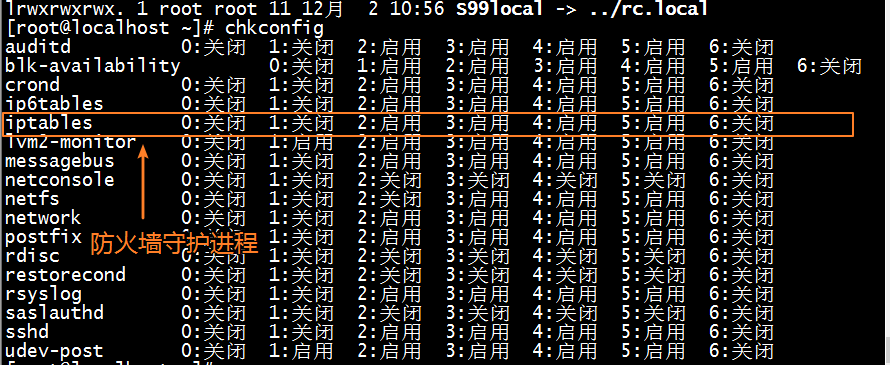 lrwxrwxrwx. 1 root root 11 12月  2 10:56 S99local -> ../rc.local
[root@localhost ~]# chkconfig
auditd 0:关闭 1:关闭 2:启用 3:启用 4:启用 5:启用 6:关闭
blk-availability 0:关闭 1:启用 2:启用 3:启用 4:启用 5:启用 6:关闭
crond 0:关闭 1:关闭 2:启用 3:启用 4:启用 5:启用 6:关闭
ip6tables 0:关闭 1:关闭 2:启用 3:启用 4:启用 5:启用 6:关闭
iptables 0:关闭 1:关闭 2:启用 3:启用 4:启用 5:启用 6:关闭
lvm2-monitor 0:关闭 1:启用 2:启用 3:启用 4:启用 5:启用 6:关闭
messagebus 0:关闭 1:关闭 2:启用 3:启用 4:启用 5:启用 6:关闭
netconsole 0:关闭 1:关闭 2:关闭 3:关闭 4:关闭 5:关闭 6:关闭
netfs 0:关闭 1:关闭 2:关闭 3:启用 4:启用 5:启用 6:关闭
network 0:关闭 1:关闭 2:启用 3:启用 4:启用 5:启用 6:关闭
postfix 0:关闭 1:关闭 2:启用 3:启用 4:启用 5:启用 6:关闭
防火墙守护进程
rdisc 0:关闭 1:关闭 2:关闭 3:关闭 4:关闭 5:关闭 6:关闭
restorecond 0:关闭 1:关闭 2:关闭 3:关闭 4:关闭 5:关闭 6:关闭
rsyslog 0:关闭 1:关闭 2:启用 3:启用 4:启用 5:启用 6:关闭
saslauthd 0:关闭 1:关闭 2:关闭 3:关闭 4:关闭 5:关闭 6:关闭
sshd 0:关闭 1:关闭 2:启用 3:启用 4:启用 5:启用 6:关闭
udev-post 0:关闭 1:启用 2:启用 3:启用 4:启用 5:启用 6:关闭
[root@localhost ~]#